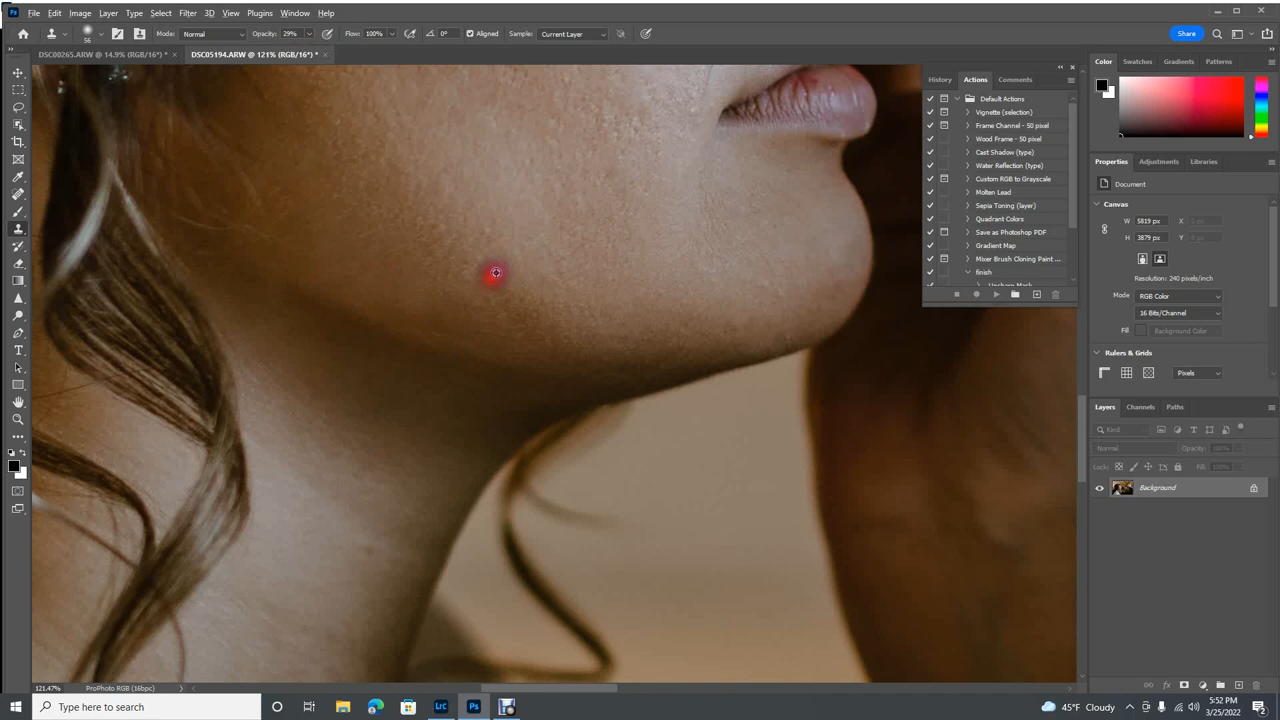 File Edit Image Layer Type Select Filter 3D View Plugins Window Help
56 Mode: Normal Opacity: 29% Flow: 100% 0° Aligned Sample: Current Layer Share
DSC00265.ARW @ 14.9% (RGB/16*) * × DSC05194.ARW @ 121% (RGB/16*) * ×
History Actions Comments
Default Actions
Vignette (selection)
Frame Channel - 50 pixel
Wood Frame - 50 pixel
Cast Shadow (type)
Water Reflection (type)
Custom RGB to Grayscale
Molten Lead
Sepia Toning (layer)
Quadrant Colors
Save as Photoshop PDF
Gradient Map
Mixer Brush Cloning Paint ...
finish
Unsharp Mask
Color Swatches Gradients Patterns
Properties Adjustments Libraries
Document
Canvas
W 5819 px X
H 3879 px Y
Resolution: 240 pixels/inch
Mode RGB Color
16 Bits/Channel
Fill Background Color
Rulers & Grids
Pixels
Layers Channels Paths
Kind
Normal Opacity: 100%
Lock: Fill: 100%
Background
121.47% ProPhoto RGB (16bpc)
Type here to search
LrC Ps
45°F Cloudy
5:52 PM
3/25/2022
2